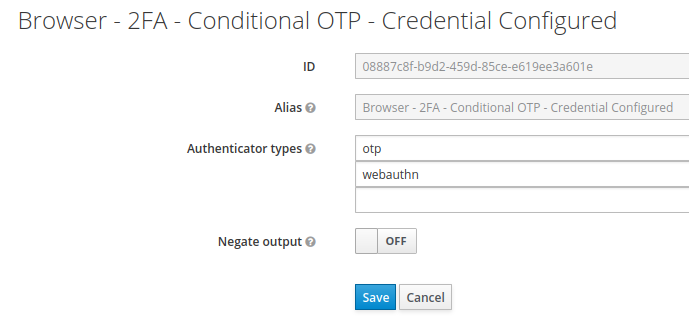 Browser - 2FA - Conditional OTP - Credential Configured
ID 08887c8f-b9d2-459d-85ce-e619ee3a601e
Alias Browser - 2FA - Conditional OTP - Credential Configured
Authenticator types otp
webauthn
Negate output OFF
Save Cancel